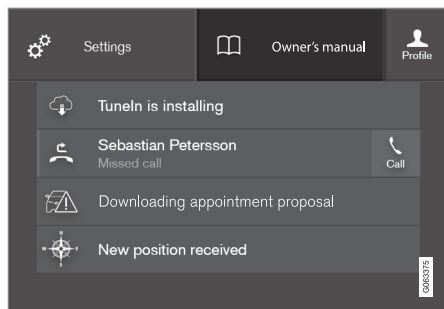 Settings
Owner's manual
Profile
TuneIn is installing
Sebastian Petersson
Missed call
Call
Downloading appointment proposal
New position received
G063375